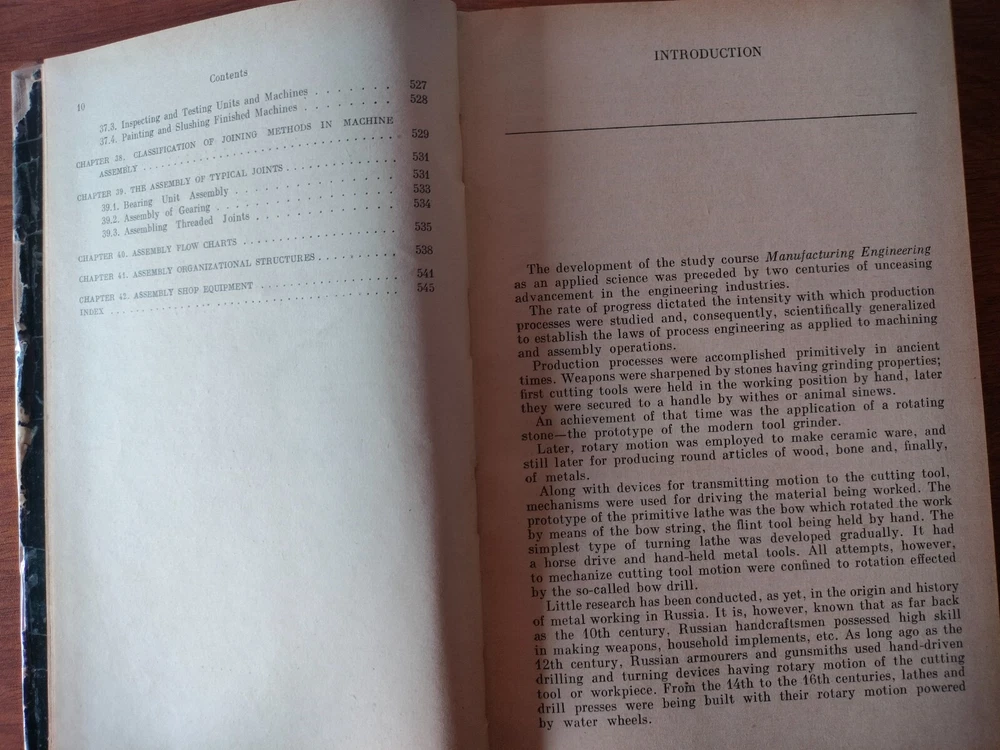 10
Contents
37.3. Inspecting and Testing Units and Machines . . . . . . . 527
37.4. Painting and Slushing Finished Machines . . . . . . . 528
CHAPTER 38. CLASSIFICATION OF JOINING METHODS IN MACHINE
ASSEMBLY . . . . . . . . . . . . . . . . . . . . . . . 529
CHAPTER 39. THE ASSEMBLY OF TYPICAL JOINTS . . . . . . . . . 531
39.1. Bearing Unit Assembly . . . . . . . . . . . . . . 531
39.2. Assembly of Gearing . . . . . . . . . . . . . . . 533
39.3. Assembling Threaded Joints . . . . . . . . . . . . 534
CHAPTER 40. ASSEMBLY FLOW CHARTS . . . . . . . . . . . . . . 535
CHAPTER 41. ASSEMBLY ORGANIZATIONAL STRUCTURES . . . . . . . 538
CHAPTER 42. ASSEMBLY SHOP EQUIPMENT . . . . . . . . . . . . 541
INDEX . . . . . . . . . . . . . . . . . . . . . . . . . . . 545
INTRODUCTION
The development of the study course Manufacturing Engineering
as an applied science was preceded by two centuries of unceasing
advancement in the engineering industries.
The rate of progress dictated the intensity with which production
processes were studied and, consequently, scientifically generalized
to establish the laws of process engineering as applied to machining
and assembly operations.
Production processes were accomplished primitively in ancient
times. Weapons were sharpened by stones having grinding properties;
first cutting tools were held in the working position by hand, later
they were secured to a handle by withes or animal sinews.
An achievement of that time was the application of a rotating
stone—the prototype of the modern tool grinder.
Later, rotary motion was employed to make ceramic ware, and
still later for producing round articles of wood, bone and, finally,
of metals.
Along with devices for transmitting motion to the cutting tool,
mechanisms were used for driving the material being worked. The
prototype of the primitive lathe was the bow which rotated the work
by means of the bow string, the flint tool being held by hand. The
simplest type of turning lathe was developed gradually. It had
a horse drive and hand-held metal tools. All attempts, however,
to mechanize cutting tool motion were confined to rotation effected
by the so-called bow drill.
Little research has been conducted, as yet, in the origin and history
of metal working in Russia. It is, however, known that as far back
as the 10th century, Russian handcraftsmen possessed high skill
in making weapons, household implements, etc. As long ago as the
12th century, Russian armourers and gunsmiths used hand-driven
drilling and turning devices having rotary motion of the cutting
tool or workpiece. From the 14th to the 16th centuries, lathes and
drill presses were being built with their rotary motion powered
by water wheels.